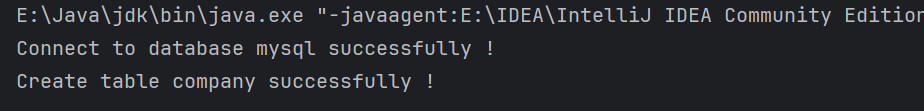 E:\Java\jdk\bin\java.exe "-javaagent:E:\IDEA\IntelliJ IDEA Community Edition
Connect to database mysql successfully !
Create table company successfully !